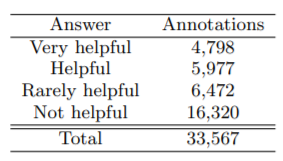 Answer Annotations
Very helpful 4,798
Helpful 5,977
Rarely helpful 6,472
Not helpful 16,320
Total 33,567